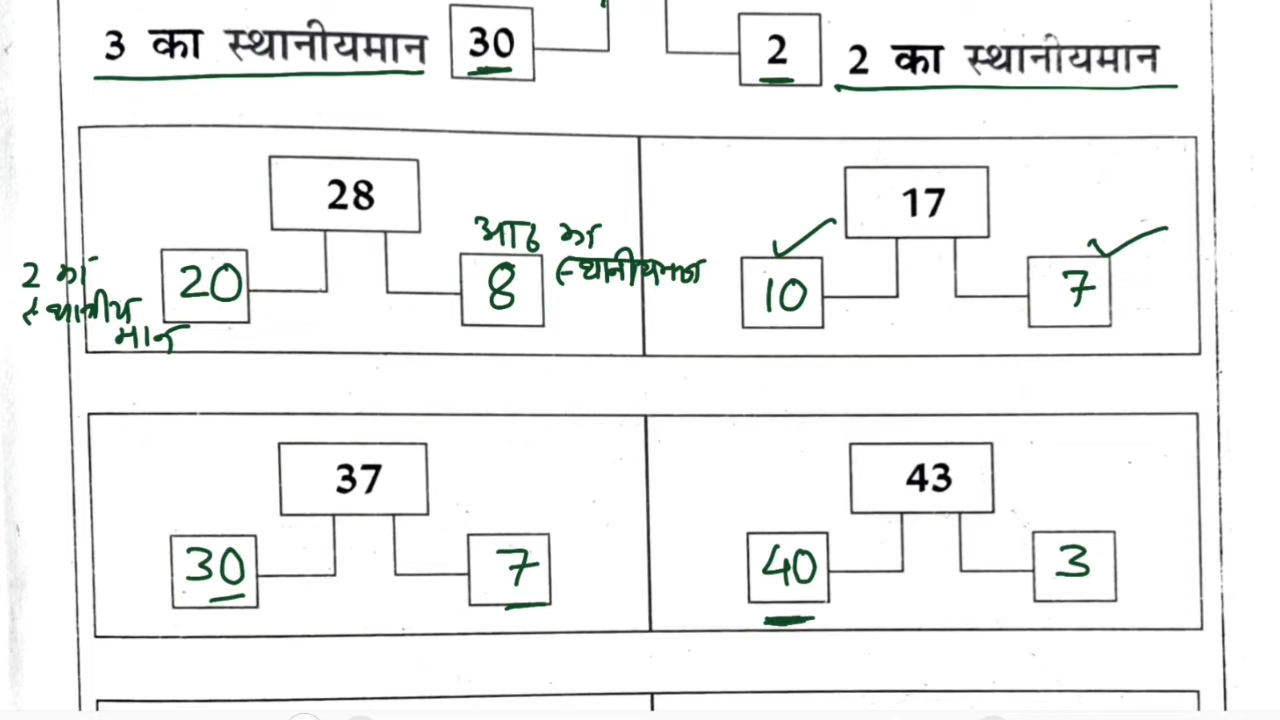 3 का स्थानीयमान 30 2 2 का स्थानीयमान
28 17
आठ का
स्थानीयमान
2 का
स्थानीय
मान
20 8 10 7
37 43
30 7 40 3